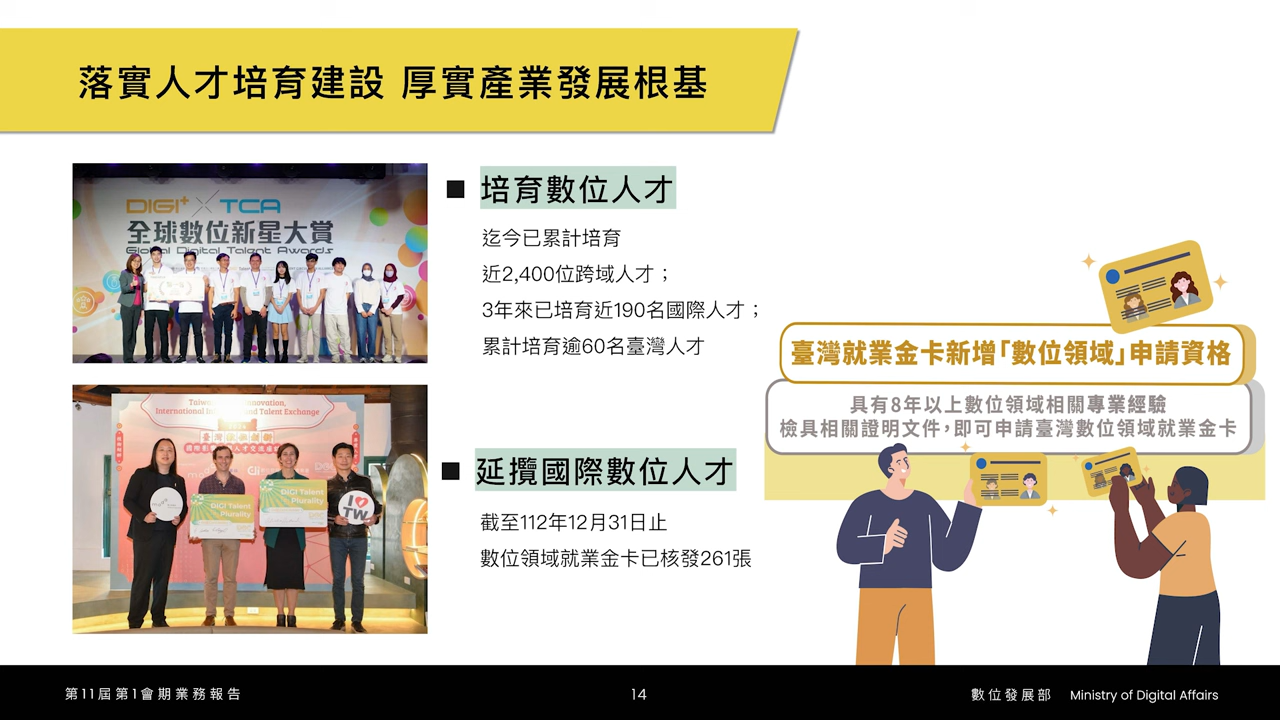 落實人才培育建設 厚實產業發展根基
DIGI+ TCA
全球數位新星大賞
Global Digital Talent Awards
■ 培育數位人才
迄今已累計培育
近2,400位跨域人才；
3年來已培育近190名國際人才；
累計培育逾60名臺灣人才
臺灣就業金卡新增「數位領域」申請資格
具有8年以上數位領域相關專業經驗
檢具相關證明文件，即可申請臺灣數位領域就業金卡
International In
nd Talent Exchange
DIGI Talent
Plurality
DIGI Talent
Plurality
I
TW
■ 延攬國際數位人才
截至112年12月31日止
數位領域就業金卡已核發261張
第11屆第1會期業務報告
14
數位發展部 Ministry of Digital Affairs